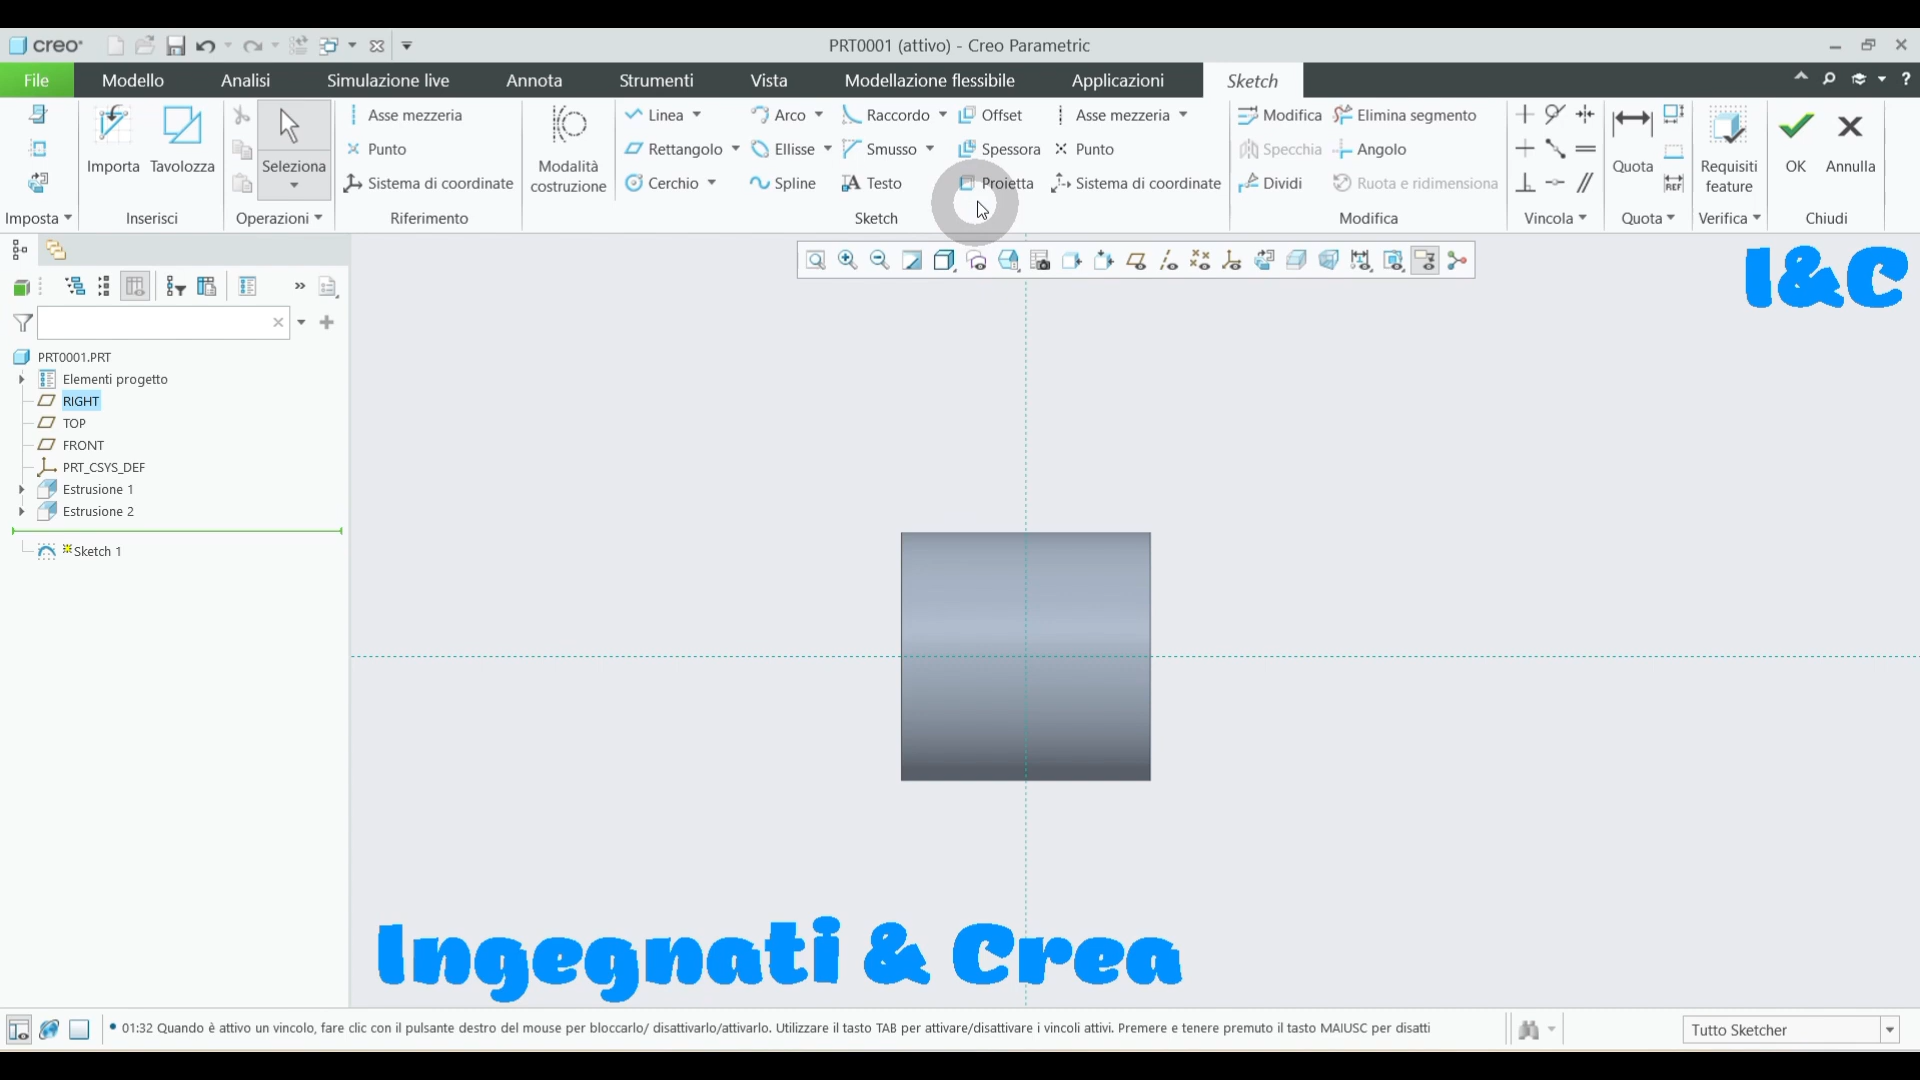 creo
PRT0001 (attivo) - Creo Parametric
File Modello Analisi Simulazione live Annota Strumenti Vista Modellazione flessibile Applicazioni Sketch
Importa Tavolozza Seleziona
Asse mezzeria
Punto
Sistema di coordinate
Modalità
costruzione
Linea Arco Raccordo Offset Asse mezzeria
Rettangolo Ellisse Smusso Spessora Punto
Cerchio Spline Testo Proietta Sistema di coordinate
Modifica Elimina segmento
Specchia Angolo
Dividi Ruota e ridimensiona
Quota
REF
Requisiti
feature
OK Annulla
Imposta Inserisci Operazioni Riferimento Sketch Modifica Vincola Quota Verifica Chiudi
I&C
PRT0001.PRT
Elementi progetto
RIGHT
TOP
FRONT
PRT_CSYS_DEF
Estrusione 1
Estrusione 2
Sketch 1
Ingegnati & Crea
01:32 Quando è attivo un vincolo, fare clic con il pulsante destro del mouse per bloccarlo/ disattivarlo/attivarlo. Utilizzare il tasto TAB per attivare/disattivare i vincoli attivi. Premere e tenere premuto il tasto MAIUSC per disatti
Tutto Sketcher